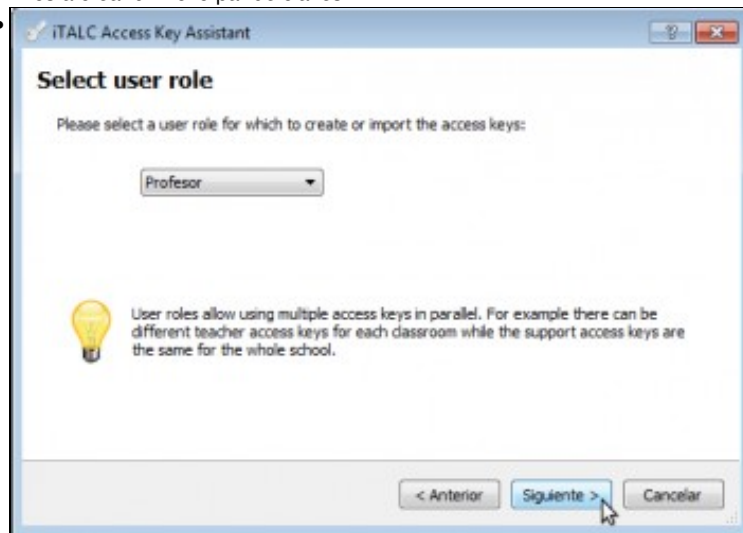 iTALC Access Key Assistant
Select user role
Please select a user role for which to create or import the access keys:
Profesor
User roles allow using multiple access keys in parallel. For example there can be
different teacher access keys for each classroom while the support access keys are
the same for the whole school.
< Anterior
Siguiente >
Cancelar